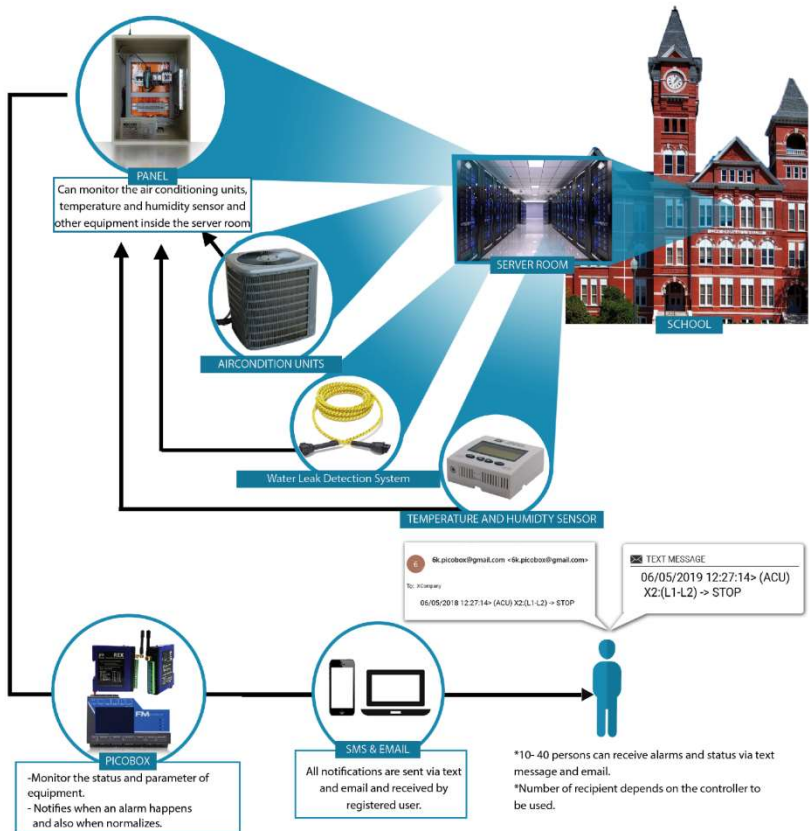 PANEL
Can monitor the air conditioning units,
temperature and humidity sensor and
other equipment inside the server room
SERVER ROOM
SCHOOL
AIRCONDITION UNITS
Water Leak Detection System
TEMPERATURE AND HUMIDTY SENSOR
6
6k.picobox@gmail.com <6k.picobox@gmail.com>
To: XCompany
06/05/2018 12:27:14> (ACU) X2:(L1-L2) -> STOP
TEXT MESSAGE
06/05/2019 12:27:14> (ACU)
X2:(L1-L2) -> STOP
FM
PICOBOX
-Monitor the status and parameter of
equipment.
- Notifies when an alarm happens
and also when normalizes.
SMS & EMAIL
All notifications are sent via text
and email and received by
registered user.
*10- 40 persons can receive alarms and status via text
message and email.
*Number of recipient depends on the controller to
be used.